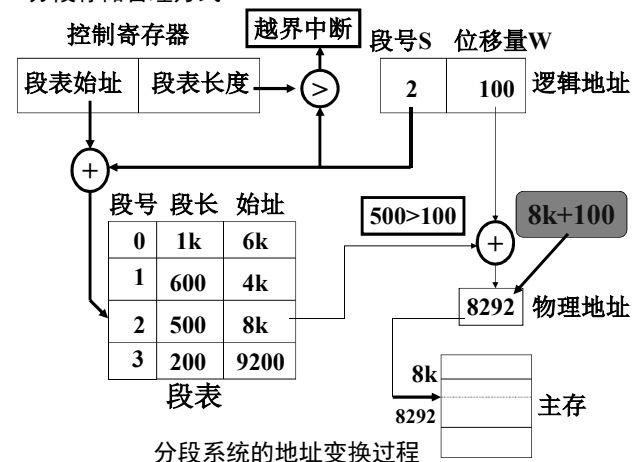 控制寄存器
越界中断
段号S 位移量W
段表始址 段表长度
>
2 100
逻辑地址
+
段号 段长 始址
0 1k 6k
1 600 4k
2 500 8k
3 200 9200
段表
500>100
8k+100
+
8292
物理地址
8k
8292
主存
分段系统的地址变换过程